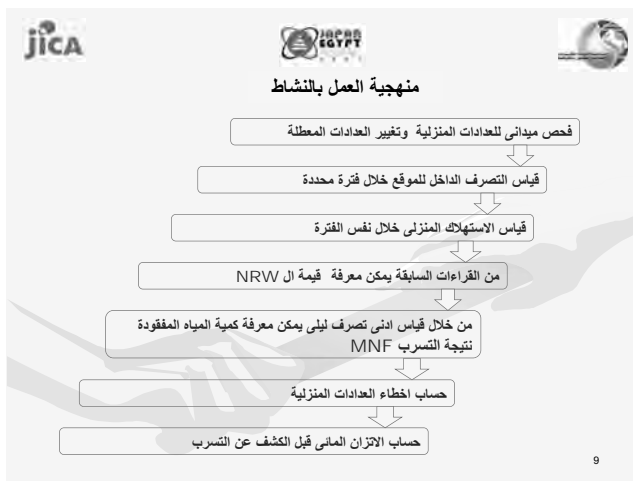 jica
JAPAN
EGYPT
منهجية العمل بالنشاط
فحص ميدانى للعدادات المنزلية وتغيير العدادات المعطلة
قياس التصرف الداخل للموقع خلال فترة محددة
قياس الاستهلاك المنزلى خلال نفس الفترة
من القراءات السابقة يمكن معرفة قيمة ال NRW
من خلال قياس ادنى تصرف ليلى يمكن معرفة كمية المياه المفقودة
نتيجة التسرب MNF
حساب اخطاء العدادات المنزلية
حساب الاتزان المائى قبل الكشف عن التسرب
9